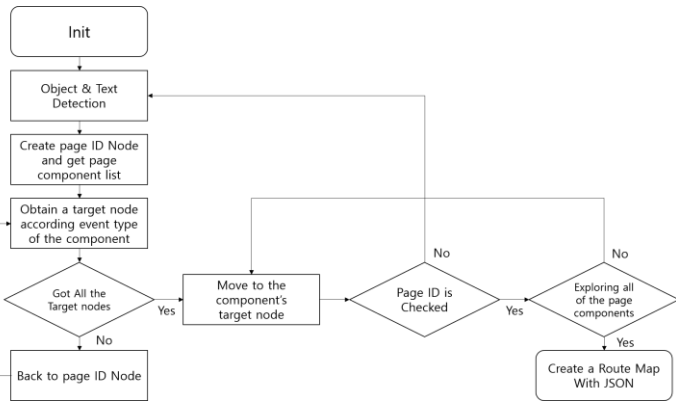 Init
Object & Text
Detection
Create page ID Node
and get page
component list
Obtain a target node
according event type
of the component
Got All the
Target nodes
Yes
No
Back to page ID Node
Move to the
component's
target node
No
Page ID is
Checked
Yes
No
Exploring all
of the page
components
Yes
Create a Route Map
With JSON